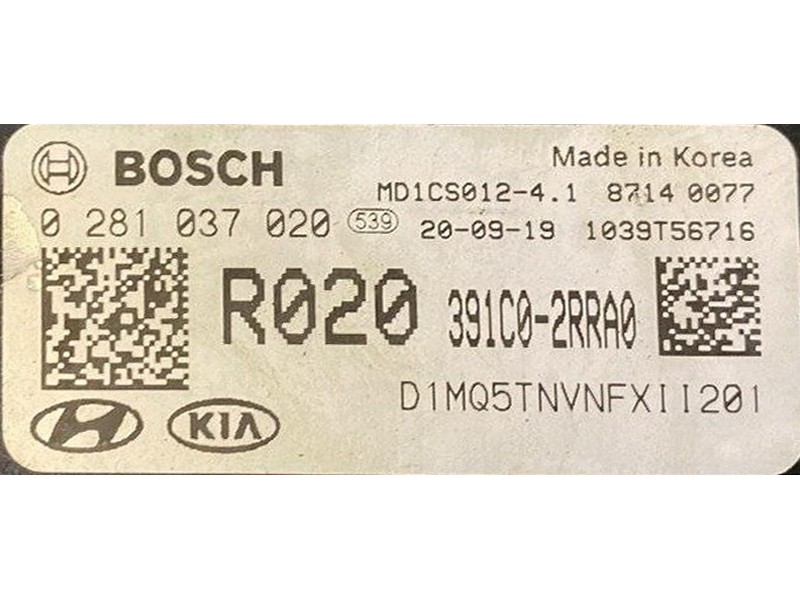 BOSCH
Made in Korea
MD1CS012-4.1 8714 0077
0 281 037 020 539 20-09-19 1039T56716
R020 391C0-2RRA0
D1MQ5TNVNFXII201
KIA